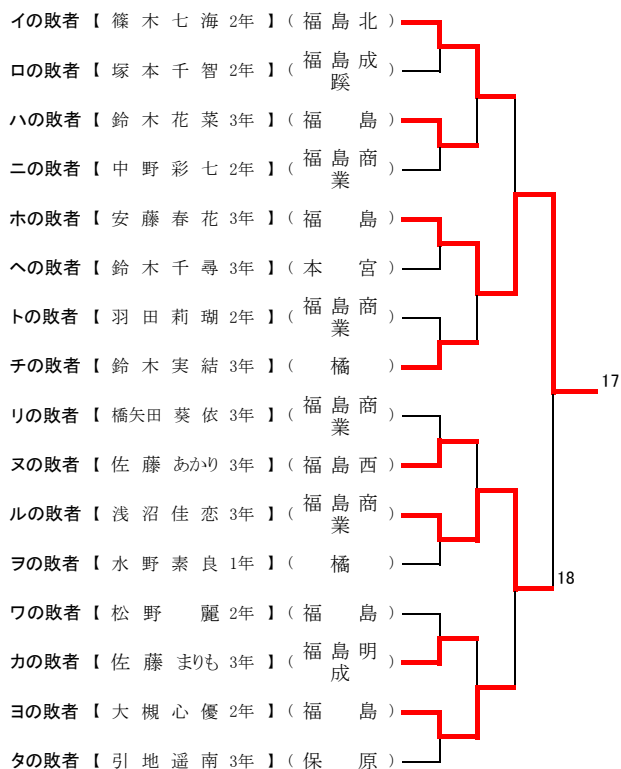 イの敗者【 篠 木 七 海 2年 】( 福 島 北 )
ロの敗者【 塚 本 千 智 2年 】( 福 島 成 蹊 )
ハの敗者【 鈴 木 花 菜 3年 】( 福 島 )
ニの敗者【 中 野 彩 七 2年 】( 福 島 商 業 )
ホの敗者【 安 藤 春 花 3年 】( 福 島 )
ヘの敗者【 鈴 木 千 尋 3年 】( 本 宮 )
トの敗者【 羽 田 莉 瑚 2年 】( 福 島 商 業 )
チの敗者【 鈴 木 実 結 3年 】( 橘 )
17
リの敗者【 橋矢田 葵 依 3年 】( 福 島 商 業 )
ヌの敗者【 佐 藤 あかり 3年 】( 福 島 西 )
ルの敗者【 浅 沼 佳 恋 3年 】( 福 島 商 業 )
ヲの敗者【 水 野 素 良 1年 】( 橘 )
18
ワの敗者【 松 野 麗 2年 】( 福 島 )
カの敗者【 佐 藤 まりも 3年 】( 福 島 明 成 )
ヨの敗者【 大 槻 心 優 2年 】( 福 島 )
タの敗者【 引 地 遥 南 3年 】( 保 原 )